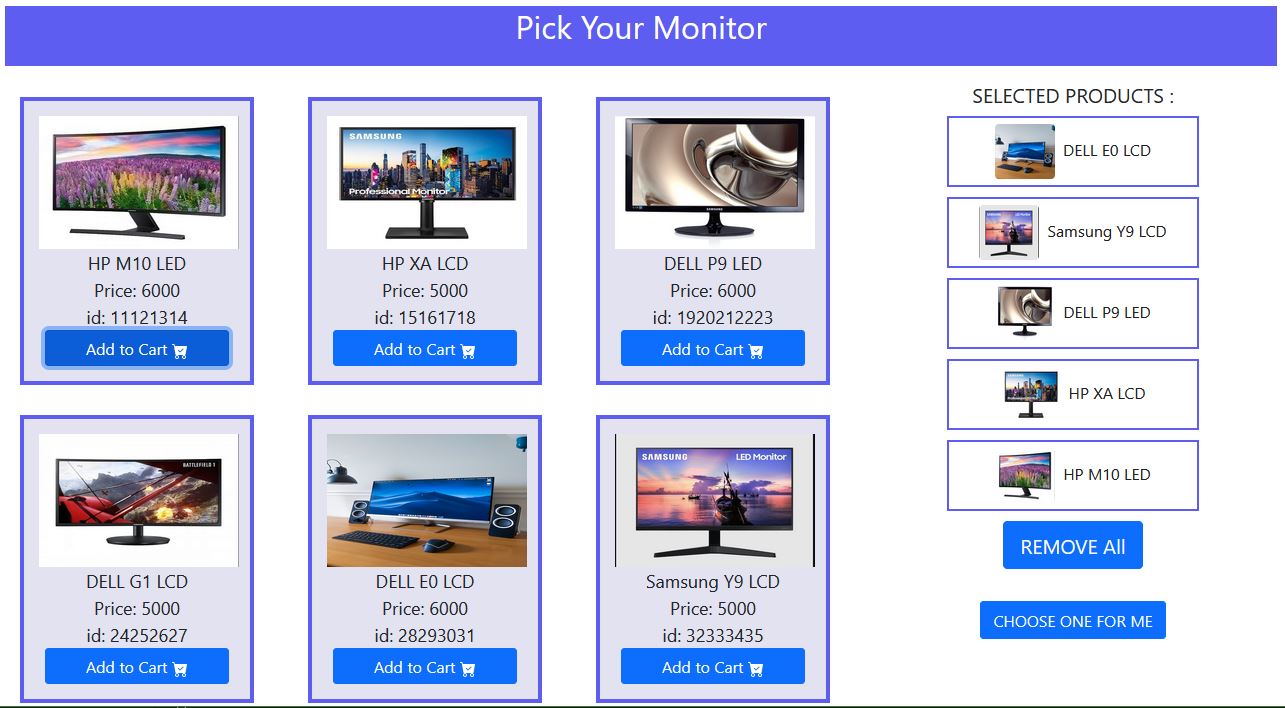 Pick Your Monitor
SAMSUNG
Professional Monitor
SAMSUNG
HP M10 LED
Price: 6000
id: 11121314
Add to Cart
HP XA LCD
Price: 5000
id: 15161718
Add to Cart
DELL P9 LED
Price: 6000
id: 1920212223
Add to Cart
BATTLEFIELD 1
SAMSUNG
LED Monitor
DELL G1 LCD
Price: 5000
id: 24252627
Add to Cart
DELL E0 LCD
Price: 6000
id: 28293031
Add to Cart
Samsung Y9 LCD
Price: 5000
id: 32333435
Add to Cart
SELECTED PRODUCTS :
DELL E0 LCD
Samsung Y9 LCD
DELL P9 LED
HP XA LCD
HP M10 LED
REMOVE All
CHOOSE ONE FOR ME